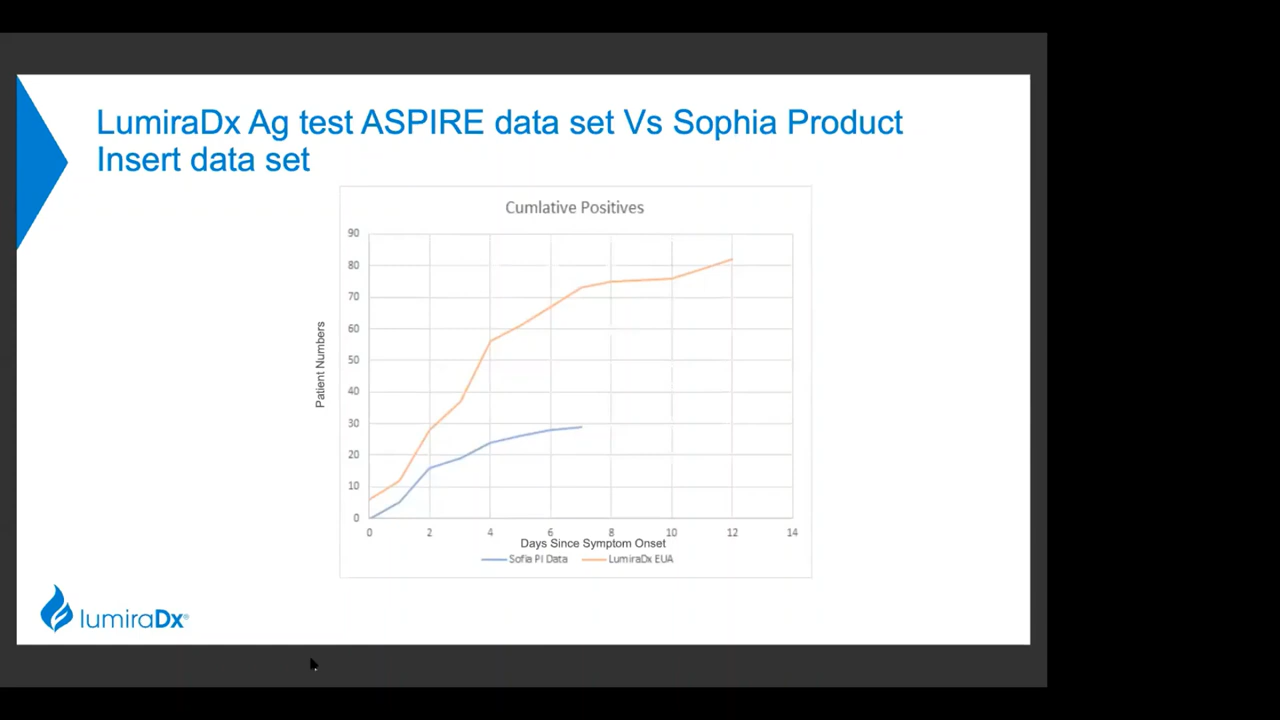 LumiraDx Ag test ASPIRE data set Vs Sophia Product
Insert data set
Cumlative Positives
90
80
70
60
50
40
30
20
10
0
Patient Numbers
0 2 4 6 8 10 12 14
Days Since Symptom Onset
Sofia PI Data LumiraDx EUA
lumiraDx®